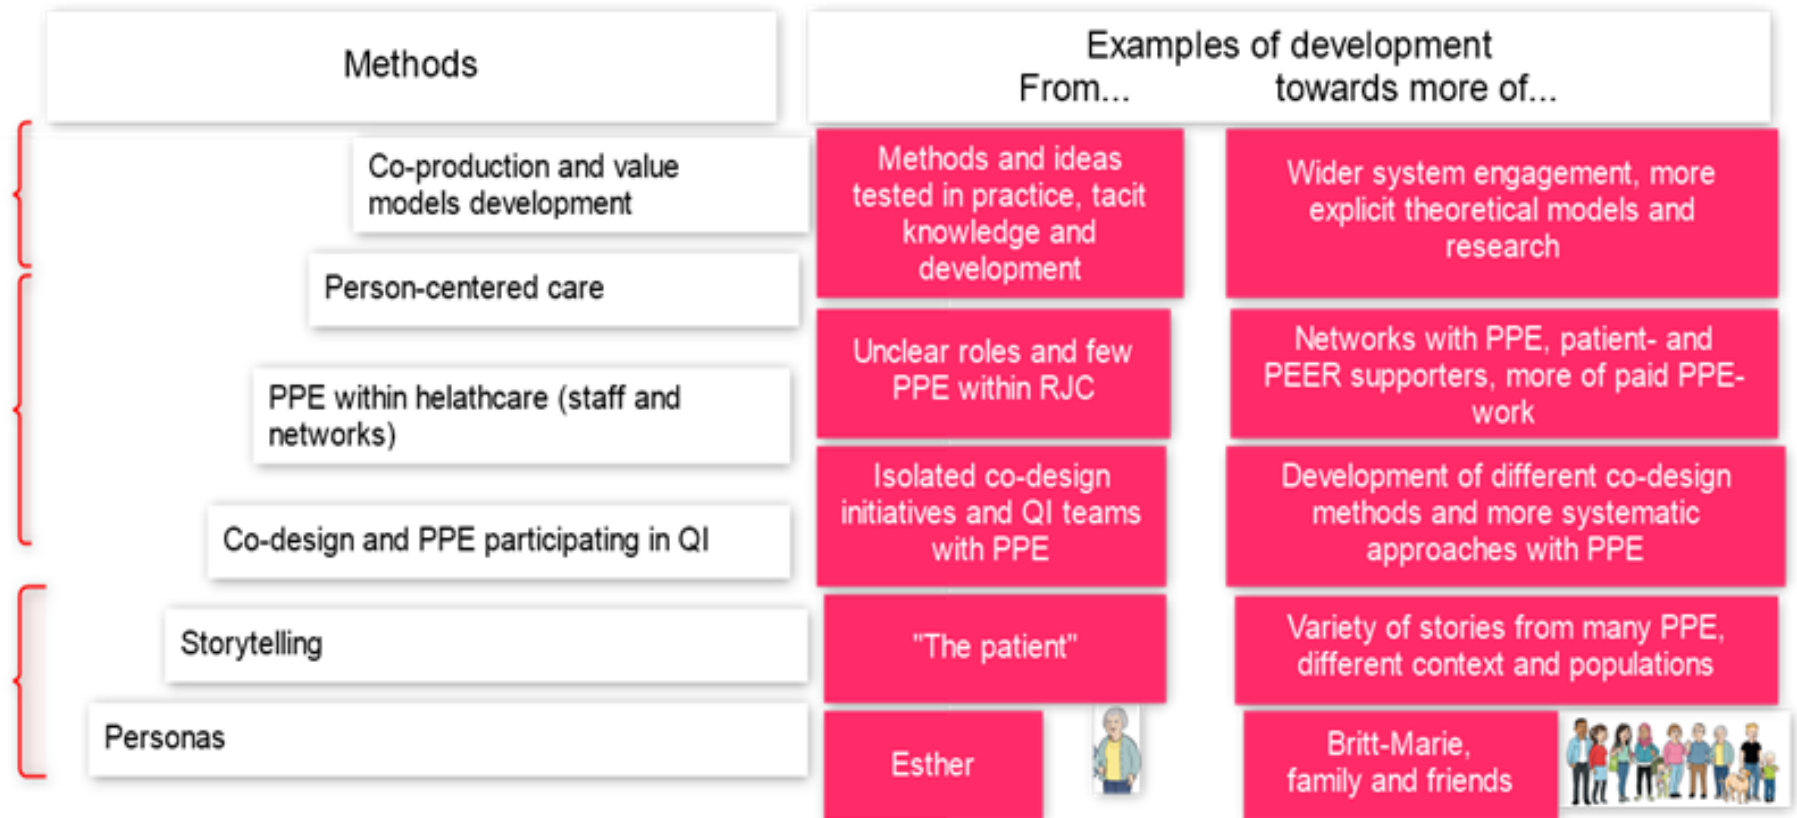 Methods
Examples of development
From... towards more of...
Co-production and value
models development
Methods and ideas
tested in practice, tacit
knowledge and
development
Wider system engagement, more
explicit theoretical models and
research
Person-centered care
PPE within helathcare (staff and
networks)
Unclear roles and few
PPE within RJC
Networks with PPE, patient- and
PEER supporters, more of paid PPE-
work
Co-design and PPE participating in QI
Isolated co-design
initiatives and QI teams
with PPE
Development of different co-design
methods and more systematic
approaches with PPE
Storytelling
"The patient"
Variety of stories from many PPE,
different context and populations
Personas
Esther
Britt-Marie,
family and friends